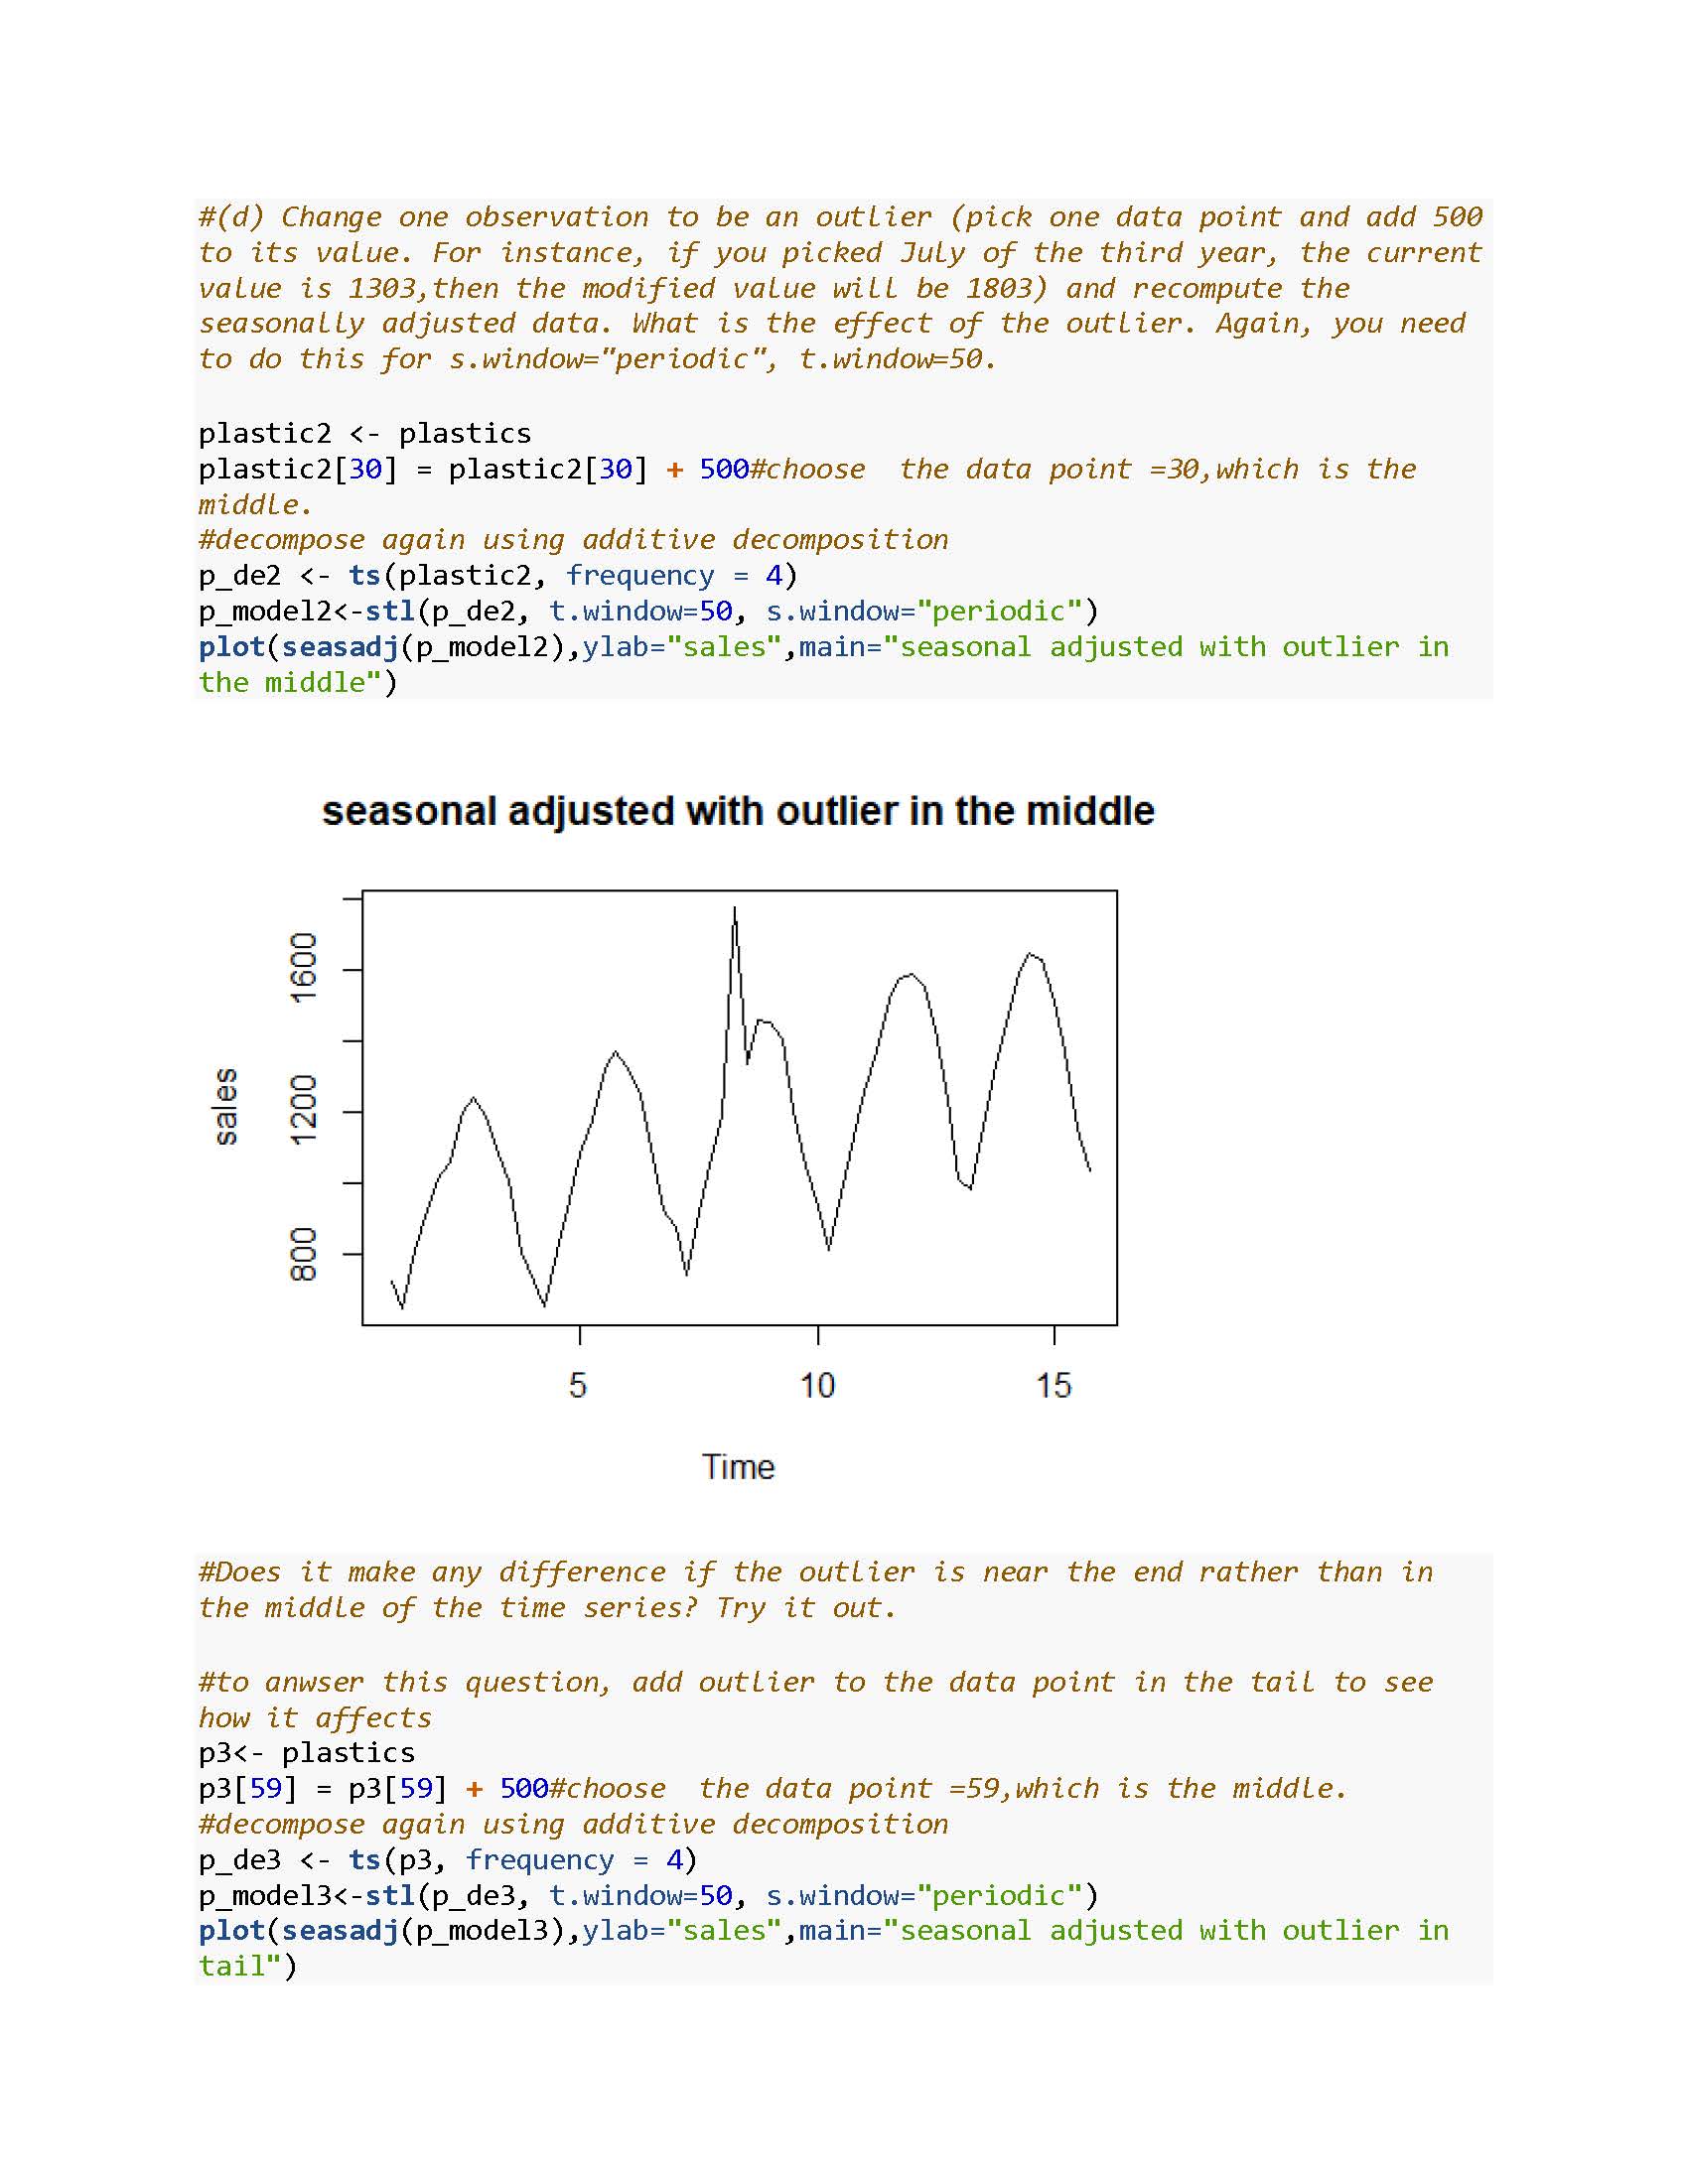 #(d) Change one observation to be an outlier (pick one data point and add 500
to its value. For instance, if you picked July of the third year, the current
value is 1303,then the modified value will be 1803) and recompute the
seasonally adjusted data. What is the effect of the outlier. Again, you need
to do this for s.window="periodic", t.window=50.
plastic2 <- plastics
plastic2[30] = plastic2[30] + 500#choose  the data point =30,which is the
middle.
#decompose again using additive decomposition
p_de2 <- ts(plastic2, frequency = 4)
p_model2<-stl(p_de2, t.window=50, s.window="periodic")
plot(seasadj(p_model2),ylab="sales",main="seasonal adjusted with outlier in
the middle")
seasonal adjusted with outlier in the middle
sales
1600
1200
800
5 10 15
Time
#Does it make any difference if the outlier is near the end rather than in
the middle of the time series? Try it out.
#to anwser this question, add outlier to the data point in the tail to see
how it affects
p3<- plastics
p3[59] = p3[59] + 500#choose  the data point =59,which is the middle.
#decompose again using additive decomposition
p_de3 <- ts(p3, frequency = 4)
p_model3<-stl(p_de3, t.window=50, s.window="periodic")
plot(seasadj(p_model3),ylab="sales",main="seasonal adjusted with outlier in
tail")